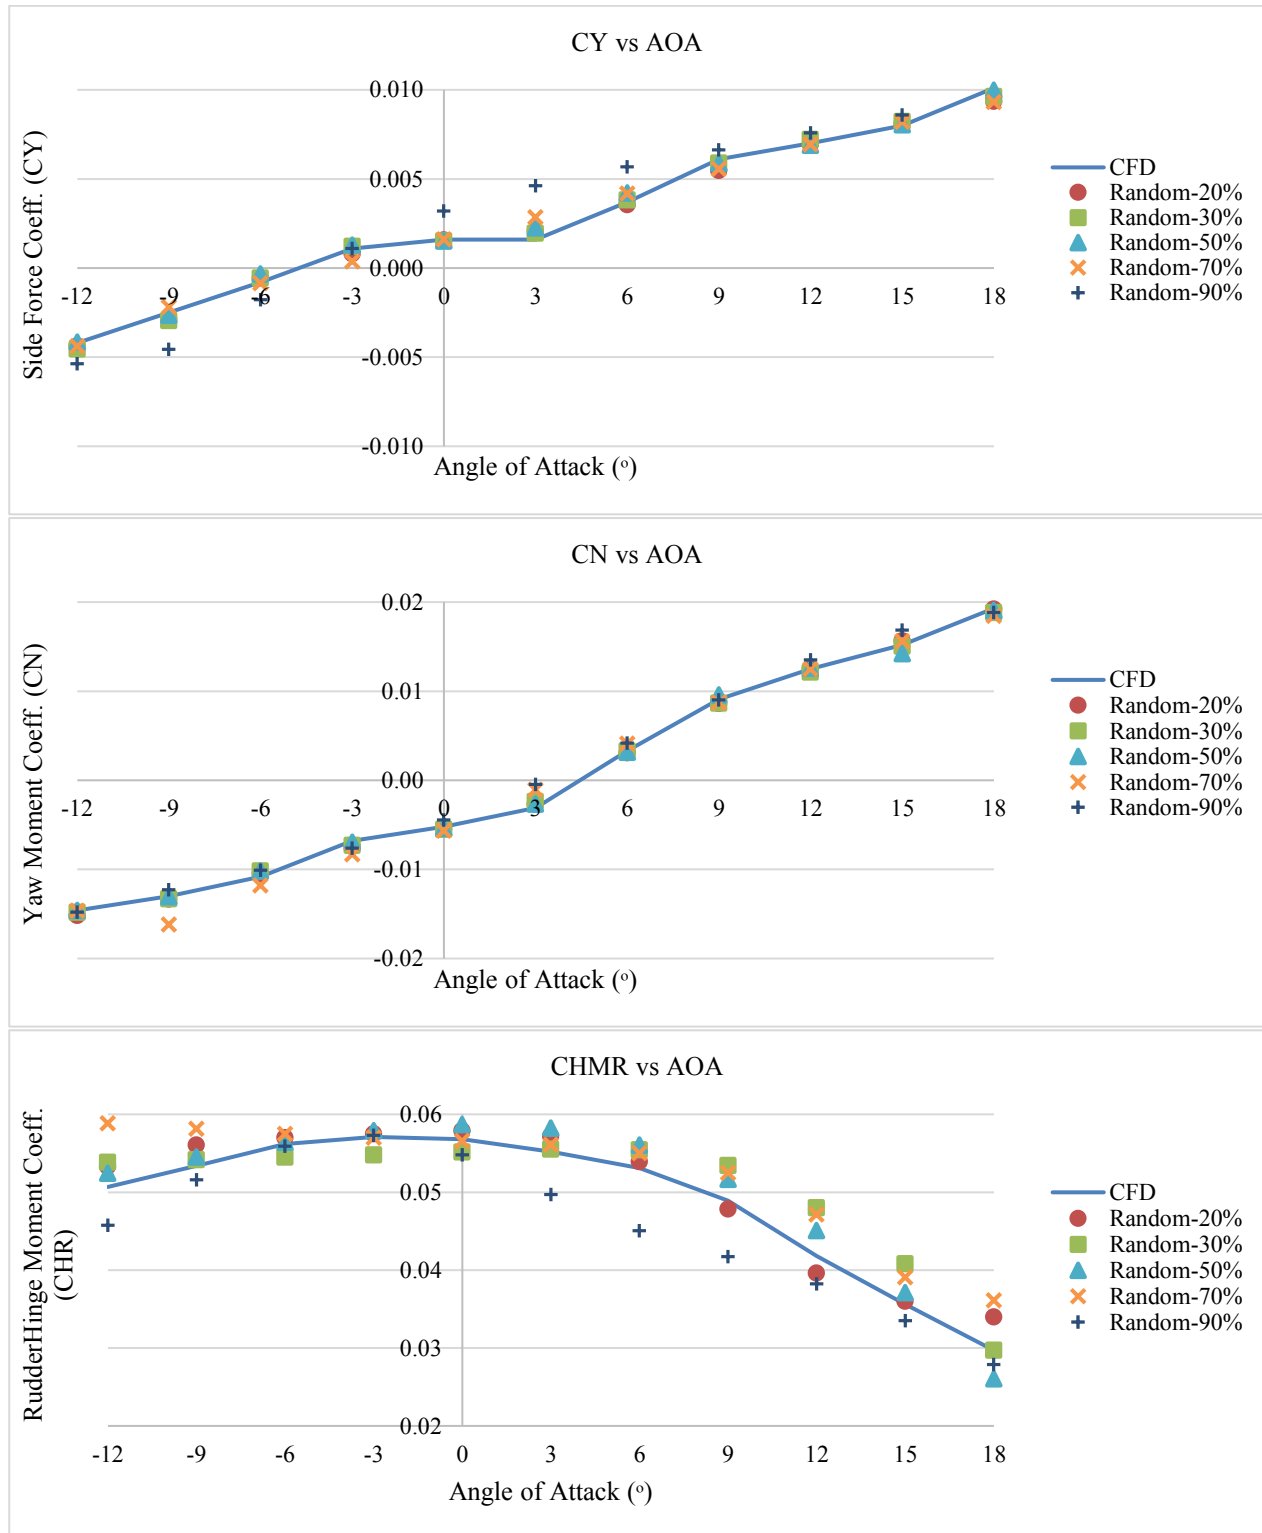 CY vs AOA
Side Force Coeff. (CY)
0.010
0.005
0.000
-0.005
-0.010
-12 -9 -6 -3 0 3 6 9 12 15 18
Angle of Attack (o)
CFD
Random-20%
Random-30%
Random-50%
Random-70%
Random-90%
CN vs AOA
Yaw Moment Coeff. (CN)
0.02
0.01
0.00
-0.01
-0.02
-12 -9 -6 -3 0 3 6 9 12 15 18
Angle of Attack (o)
CFD
Random-20%
Random-30%
Random-50%
Random-70%
Random-90%
CHMR vs AOA
RudderHinge Moment Coeff.
(CHR)
0.06
0.05
0.04
0.03
0.02
-12 -9 -6 -3 0 3 6 9 12 15 18
Angle of Attack (o)
CFD
Random-20%
Random-30%
Random-50%
Random-70%
Random-90%